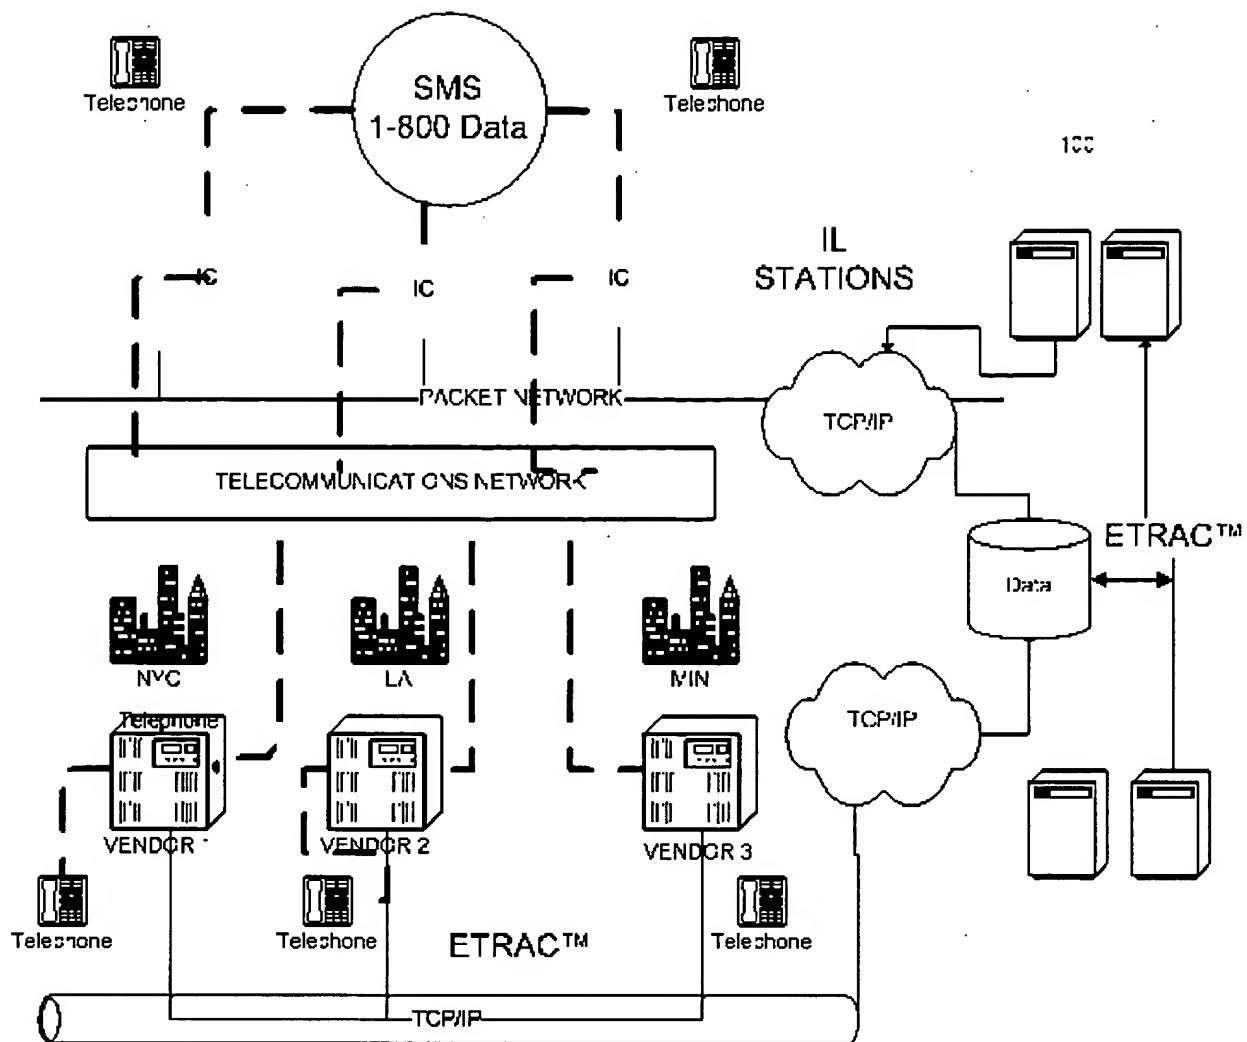 SMS
1-800 Data
Telephone
Telephone
100
IL
STATIONS
IC
IC
IC
PACKET NETWORK
TCP/IP
TELECOMMUNICATIONS NETWORK
ETRAC™
Data
NYC
LA
MIN
Telephone
TCP/IP
VENDOR 1
VENDOR 2
VENDOR 3
Telephone
Telephone
Telephone
ETRAC™
TCP/IP